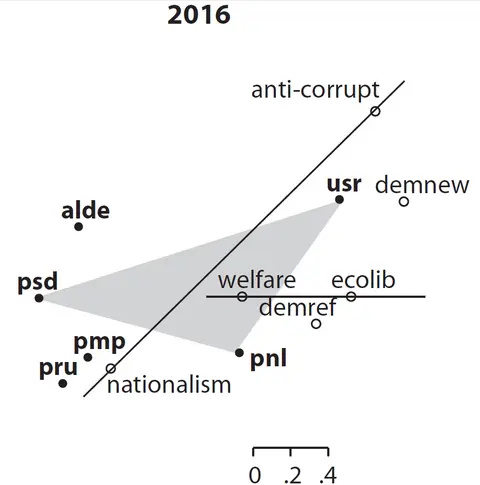 2016
anti-corrupt
usr demnew
alde
psd
welfare ecolib
demref
pmp
pnl
pru
nationalism
0 .2 .4